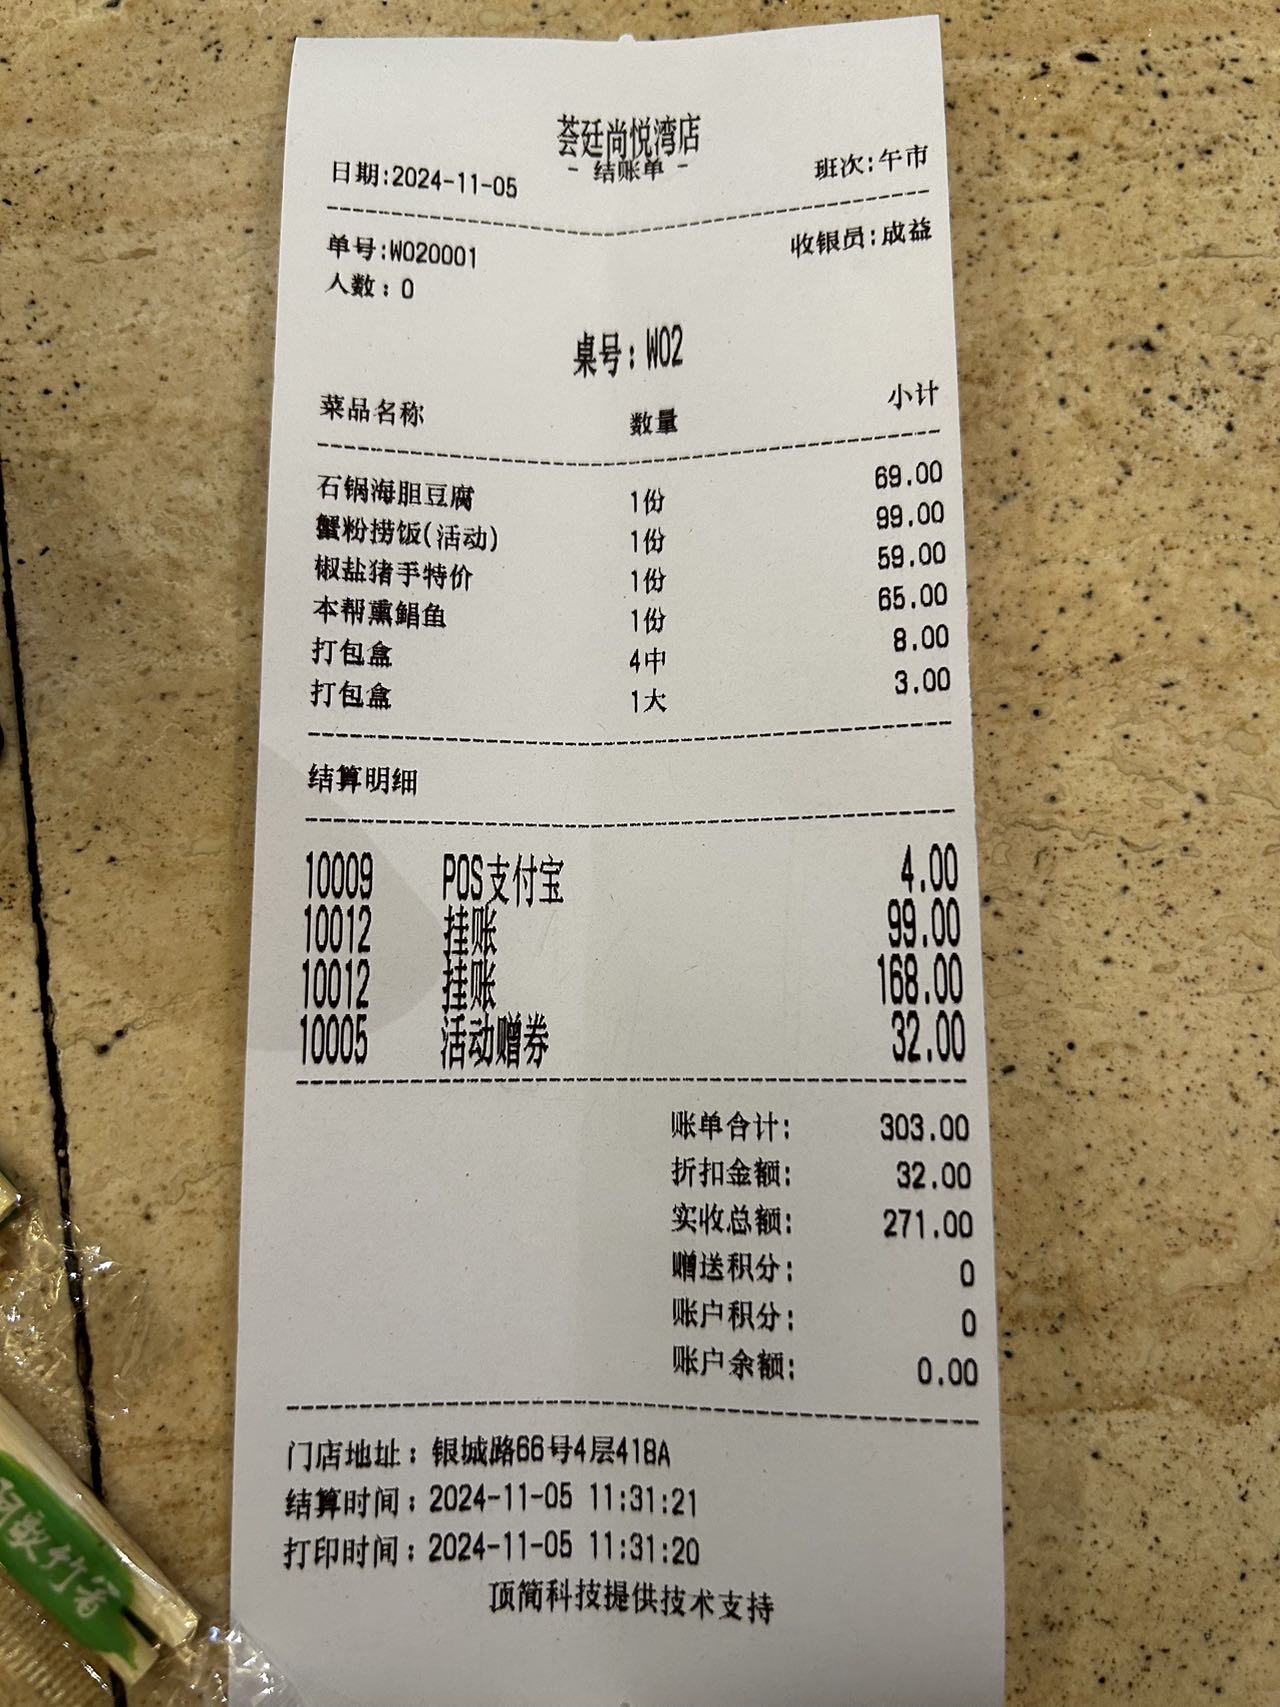 荟廷尚悦湾店
- 结账单 -
日期:2024-11-05 班次:午市
单号:W020001 收银员:成益
人数:0
桌号:W02
菜品名称 数量 小计
石锅海胆豆腐 1份 69.00
蟹粉捞饭(活动) 1份 99.00
椒盐猪手特价 1份 59.00
本帮熏鲳鱼 1份 65.00
打包盒 4中 8.00
打包盒 1大 3.00
结算明细
10009 POS支付宝 4.00
10012 挂账 99.00
10012 挂账 168.00
10005 活动赠券 32.00
账单合计: 303.00
折扣金额: 32.00
实收总额: 271.00
赠送积分: 0
账户积分: 0
账户余额: 0.00
门店地址:银城路66号4层418A
结算时间:2024-11-05 11:31:21
打印时间:2024-11-05 11:31:20
顶简科技提供技术支持